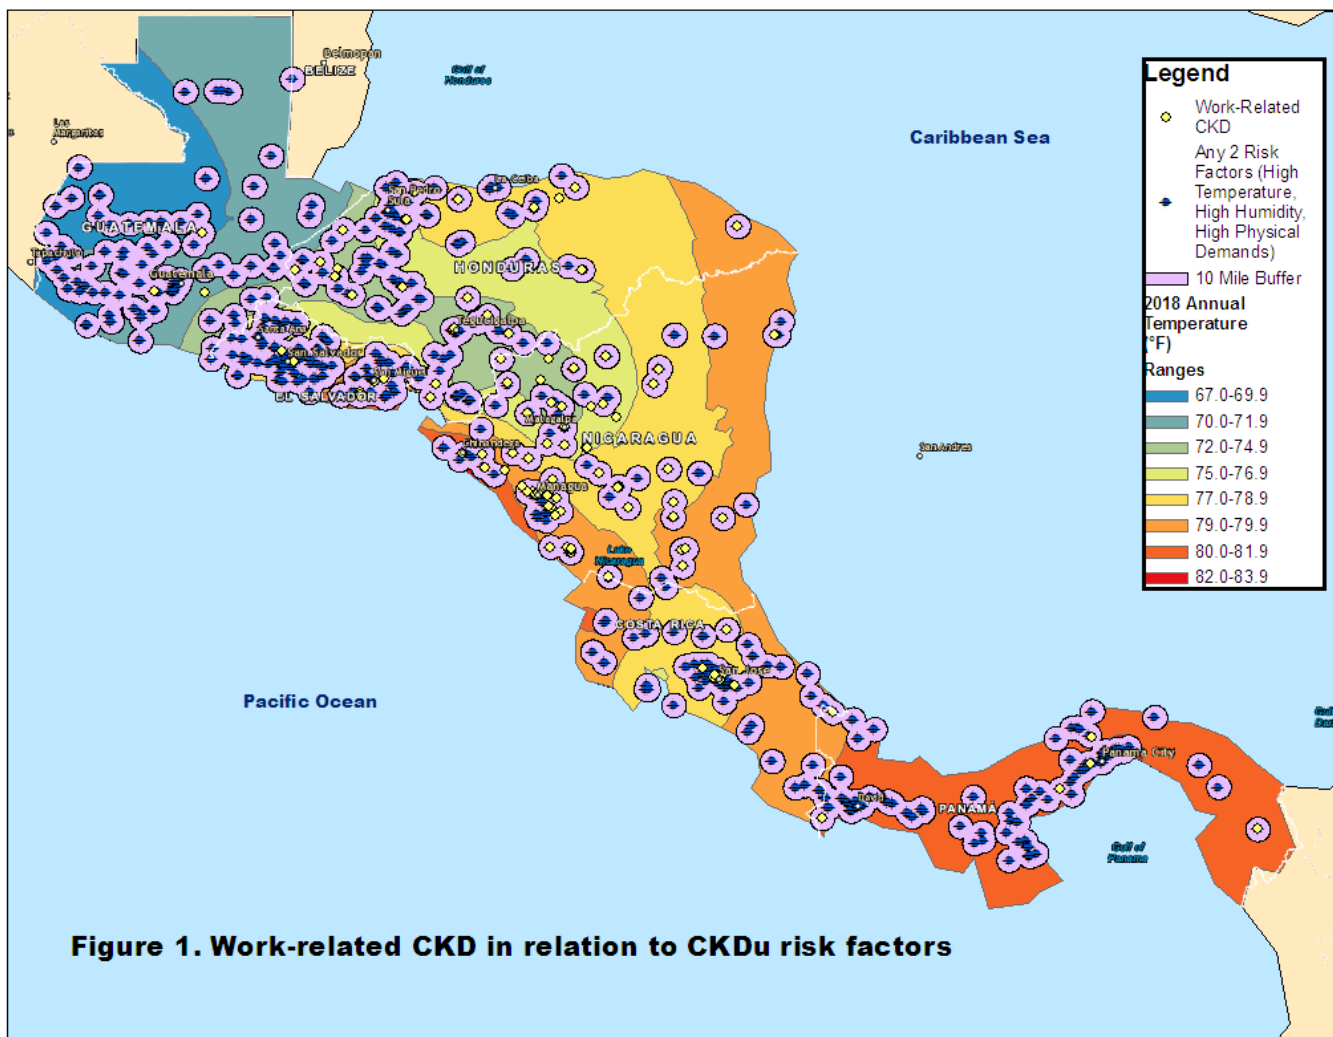 Belmopan
BELIZE
Gulf of
Honduras
Los
Margaritas
Caribbean Sea
San Pedro
Sula
La Ceiba
GUATEMALA
Tapachula
Guatemala
HONDURAS
Tegucigalpa
Santa Ana
San Salvador
San Miguel
EL SALVADOR
Matagalpa
Chinandega
NICARAGUA
San Andres
Managua
Lake
Nicaragua
COSTA RICA
San Jose
Pacific Ocean
Panama City
David
PANAMÁ
Gulf of
Panama
Legend
Work-Related
CKD
Any 2 Risk
Factors (High
Temperature,
High Humidity,
High Physical
Demands)
10 Mile Buffer
2018 Annual
Temperature
(°F)
Ranges
67.0-69.9
70.0-71.9
72.0-74.9
75.0-76.9
77.0-78.9
79.0-79.9
80.0-81.9
82.0-83.9
Figure 1. Work-related CKD in relation to CKDu risk factors